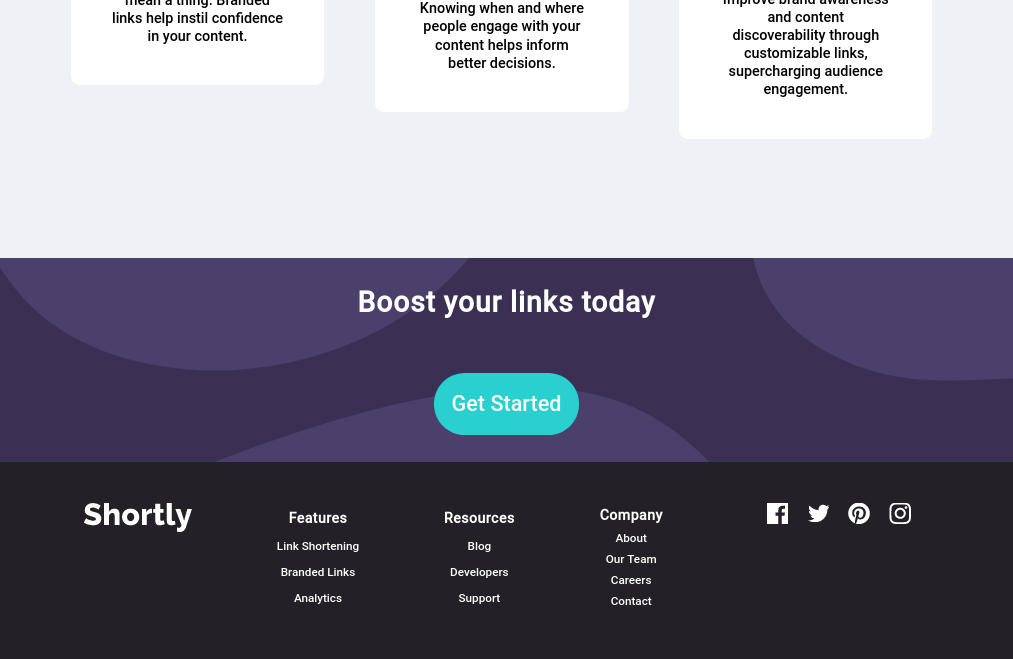 mean a thing. Branded
links help instil confidence
in your content.
Knowing when and where
people engage with your
content helps inform
better decisions.
improve brand awareness
and content
discoverability through
customizable links,
supercharging audience
engagement.
Boost your links today
Get Started
Shortly
Features
Link Shortening
Branded Links
Analytics
Resources
Blog
Developers
Support
Company
About
Our Team
Careers
Contact